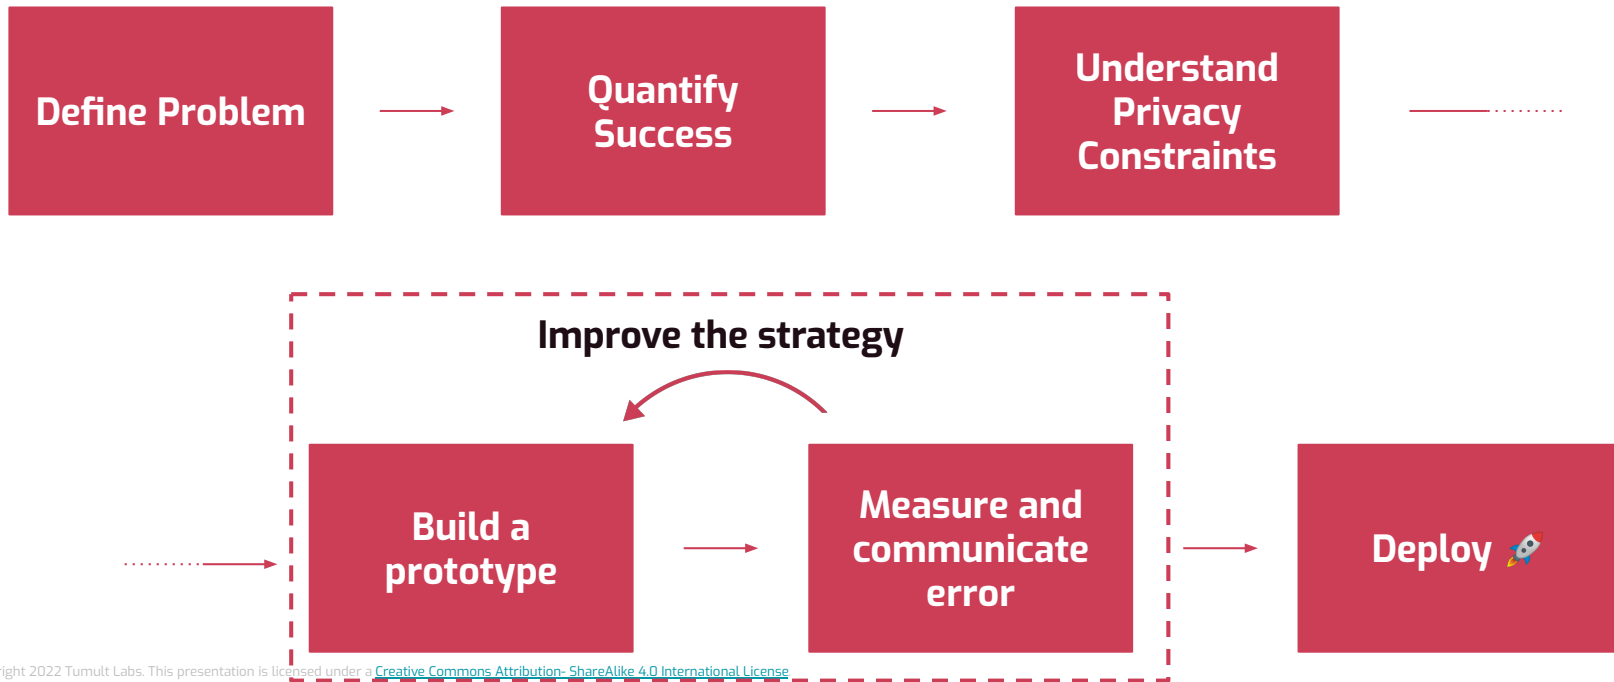 Define Problem
Quantify
Success
Understand
Privacy
Constraints
Improve the strategy
Build a
prototype
Measure and
communicate
error
Deploy 🚀
right 2022 Tumult Labs. This presentation is licensed under a Creative Commons Attribution- ShareAlike 4.0 International License.